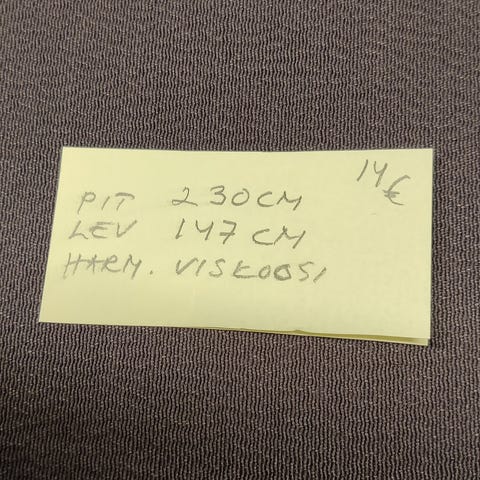 14 €
PIT 230CM
LEV 147 CM
HARM. VISKOOSI